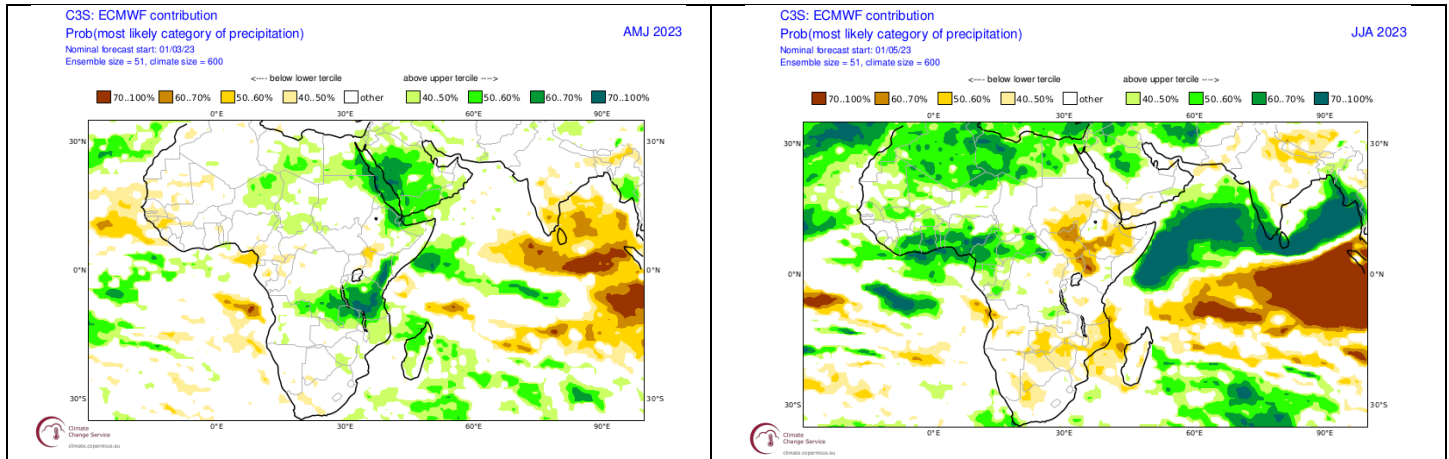 C3S: ECMWF contribution
Prob(most likely category of precipitation)
AMJ 2023
Nominal forecast start: 01/03/23
Ensemble size = 51, climate size = 600
<---- below lower tercile above upper tercile ---->
70..100% 60..70% 50..60% 40..50% other 40..50% 50..60% 60..70% 70..100%
0°E 30°E 60°E 90°E
30°N 30°N
0°N 0°N
30°S 30°S
0°E 30°E 60°E 90°E
Climate
Change Service
climate.copernicus.eu
C3S: ECMWF contribution
Prob(most likely category of precipitation)
JJA 2023
Nominal forecast start: 01/05/23
Ensemble size = 51, climate size = 600
<---- below lower tercile above upper tercile ---->
70..100% 60..70% 50..60% 40..50% other 40..50% 50..60% 60..70% 70..100%
0°E 30°E 60°E 90°E
30°N 30°N
0°N 0°N
30°S 30°S
0°E 30°E 60°E 90°E
Climate
Change Service
climate.copernicus.eu